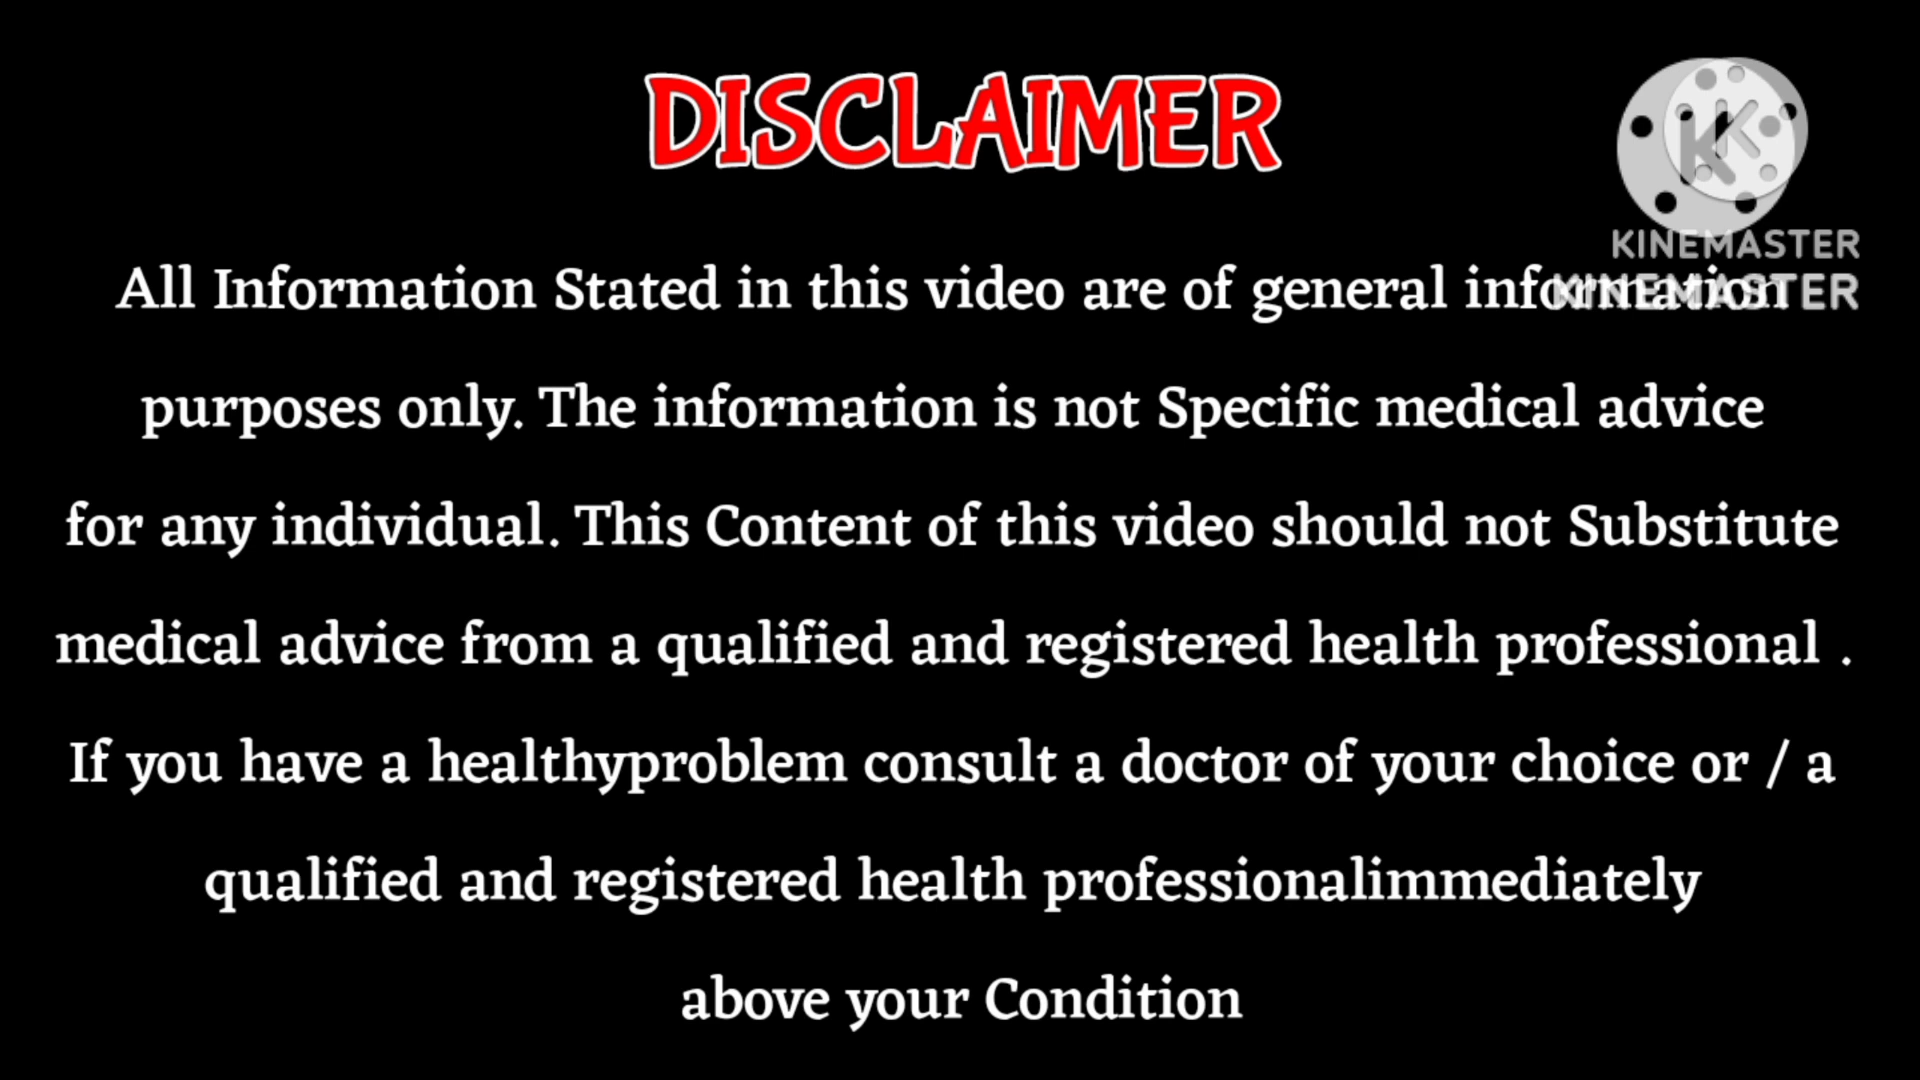 DISCLAIMER
KINEMASTER
KINEMASTER
All Information Stated in this video are of general information
purposes only. The information is not Specific medical advice
for any individual. This Content of this video should not Substitute
medical advice from a qualified and registered health professional .
If you have a healthyproblem consult a doctor of your choice or / a
qualified and registered health professionalimmediately
above your Condition